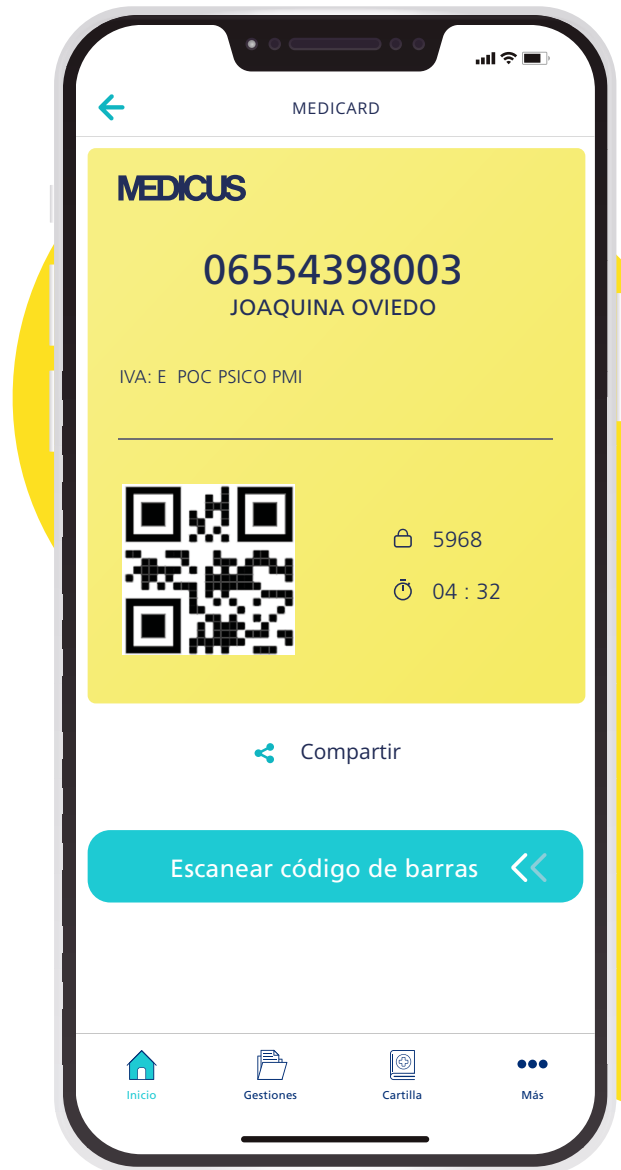 MEDICARD
MEDICUS
06554398003
JOAQUINA OVIEDO
IVA: E POC PSICO PMI
5968
04 : 32
Compartir
Escanear código de barras
Inicio
Gestiones
Cartilla
Más